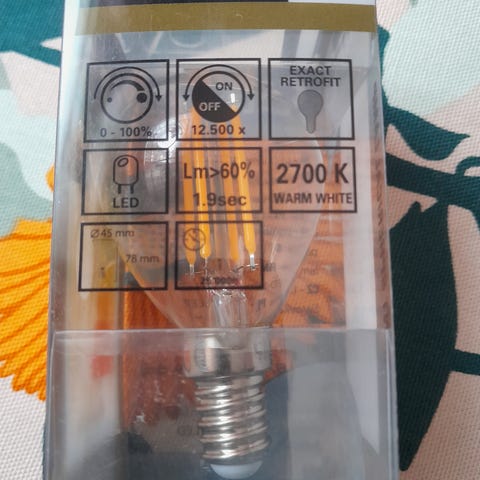 ON
OFF
EXACT
RETROFIT
0 - 100%
12.500 x
LED
Lm>60%
1.9sec
2700 K
WARM WHITE
Ø45 mm
78 mm